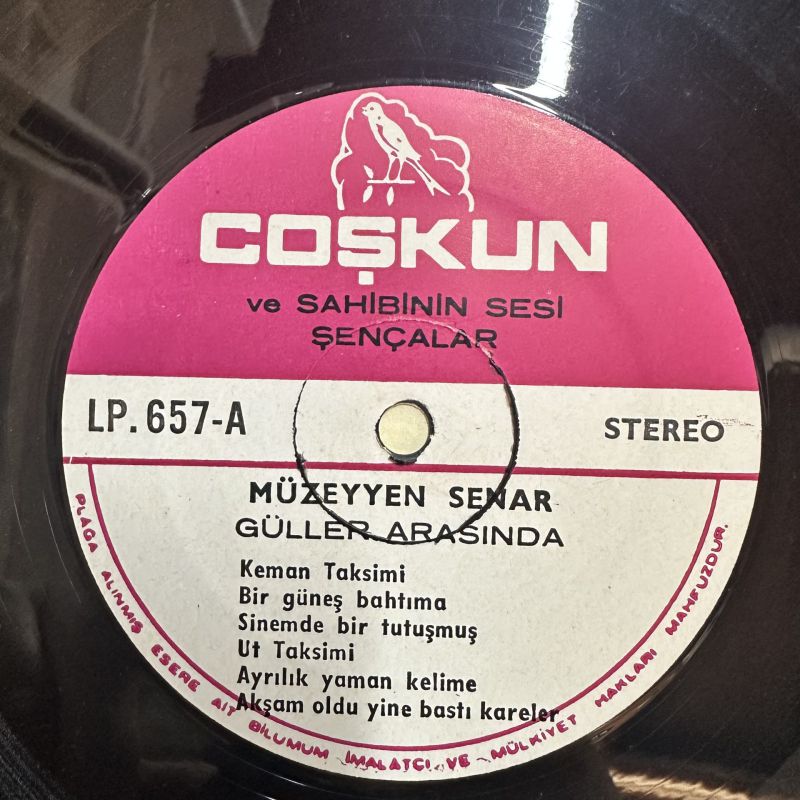 COŞKUN
ve SAHİBİNİN SESİ
ŞENÇALAR
LP. 657-A
STEREO
MÜZEYYEN SENAR
GÜLLER ARASINDA
Keman Taksimi
Bir güneş bahtıma
Sinemde bir tutuşmuş
Ut Taksimi
Ayrılık yaman kelime
Akşam oldu yine bastı kareler
PLAĞA ALINMIŞ ESERE AİT BİLUMUM İMALATÇI VE MÜLKİYET HAKLARI MAHFUZDUR.